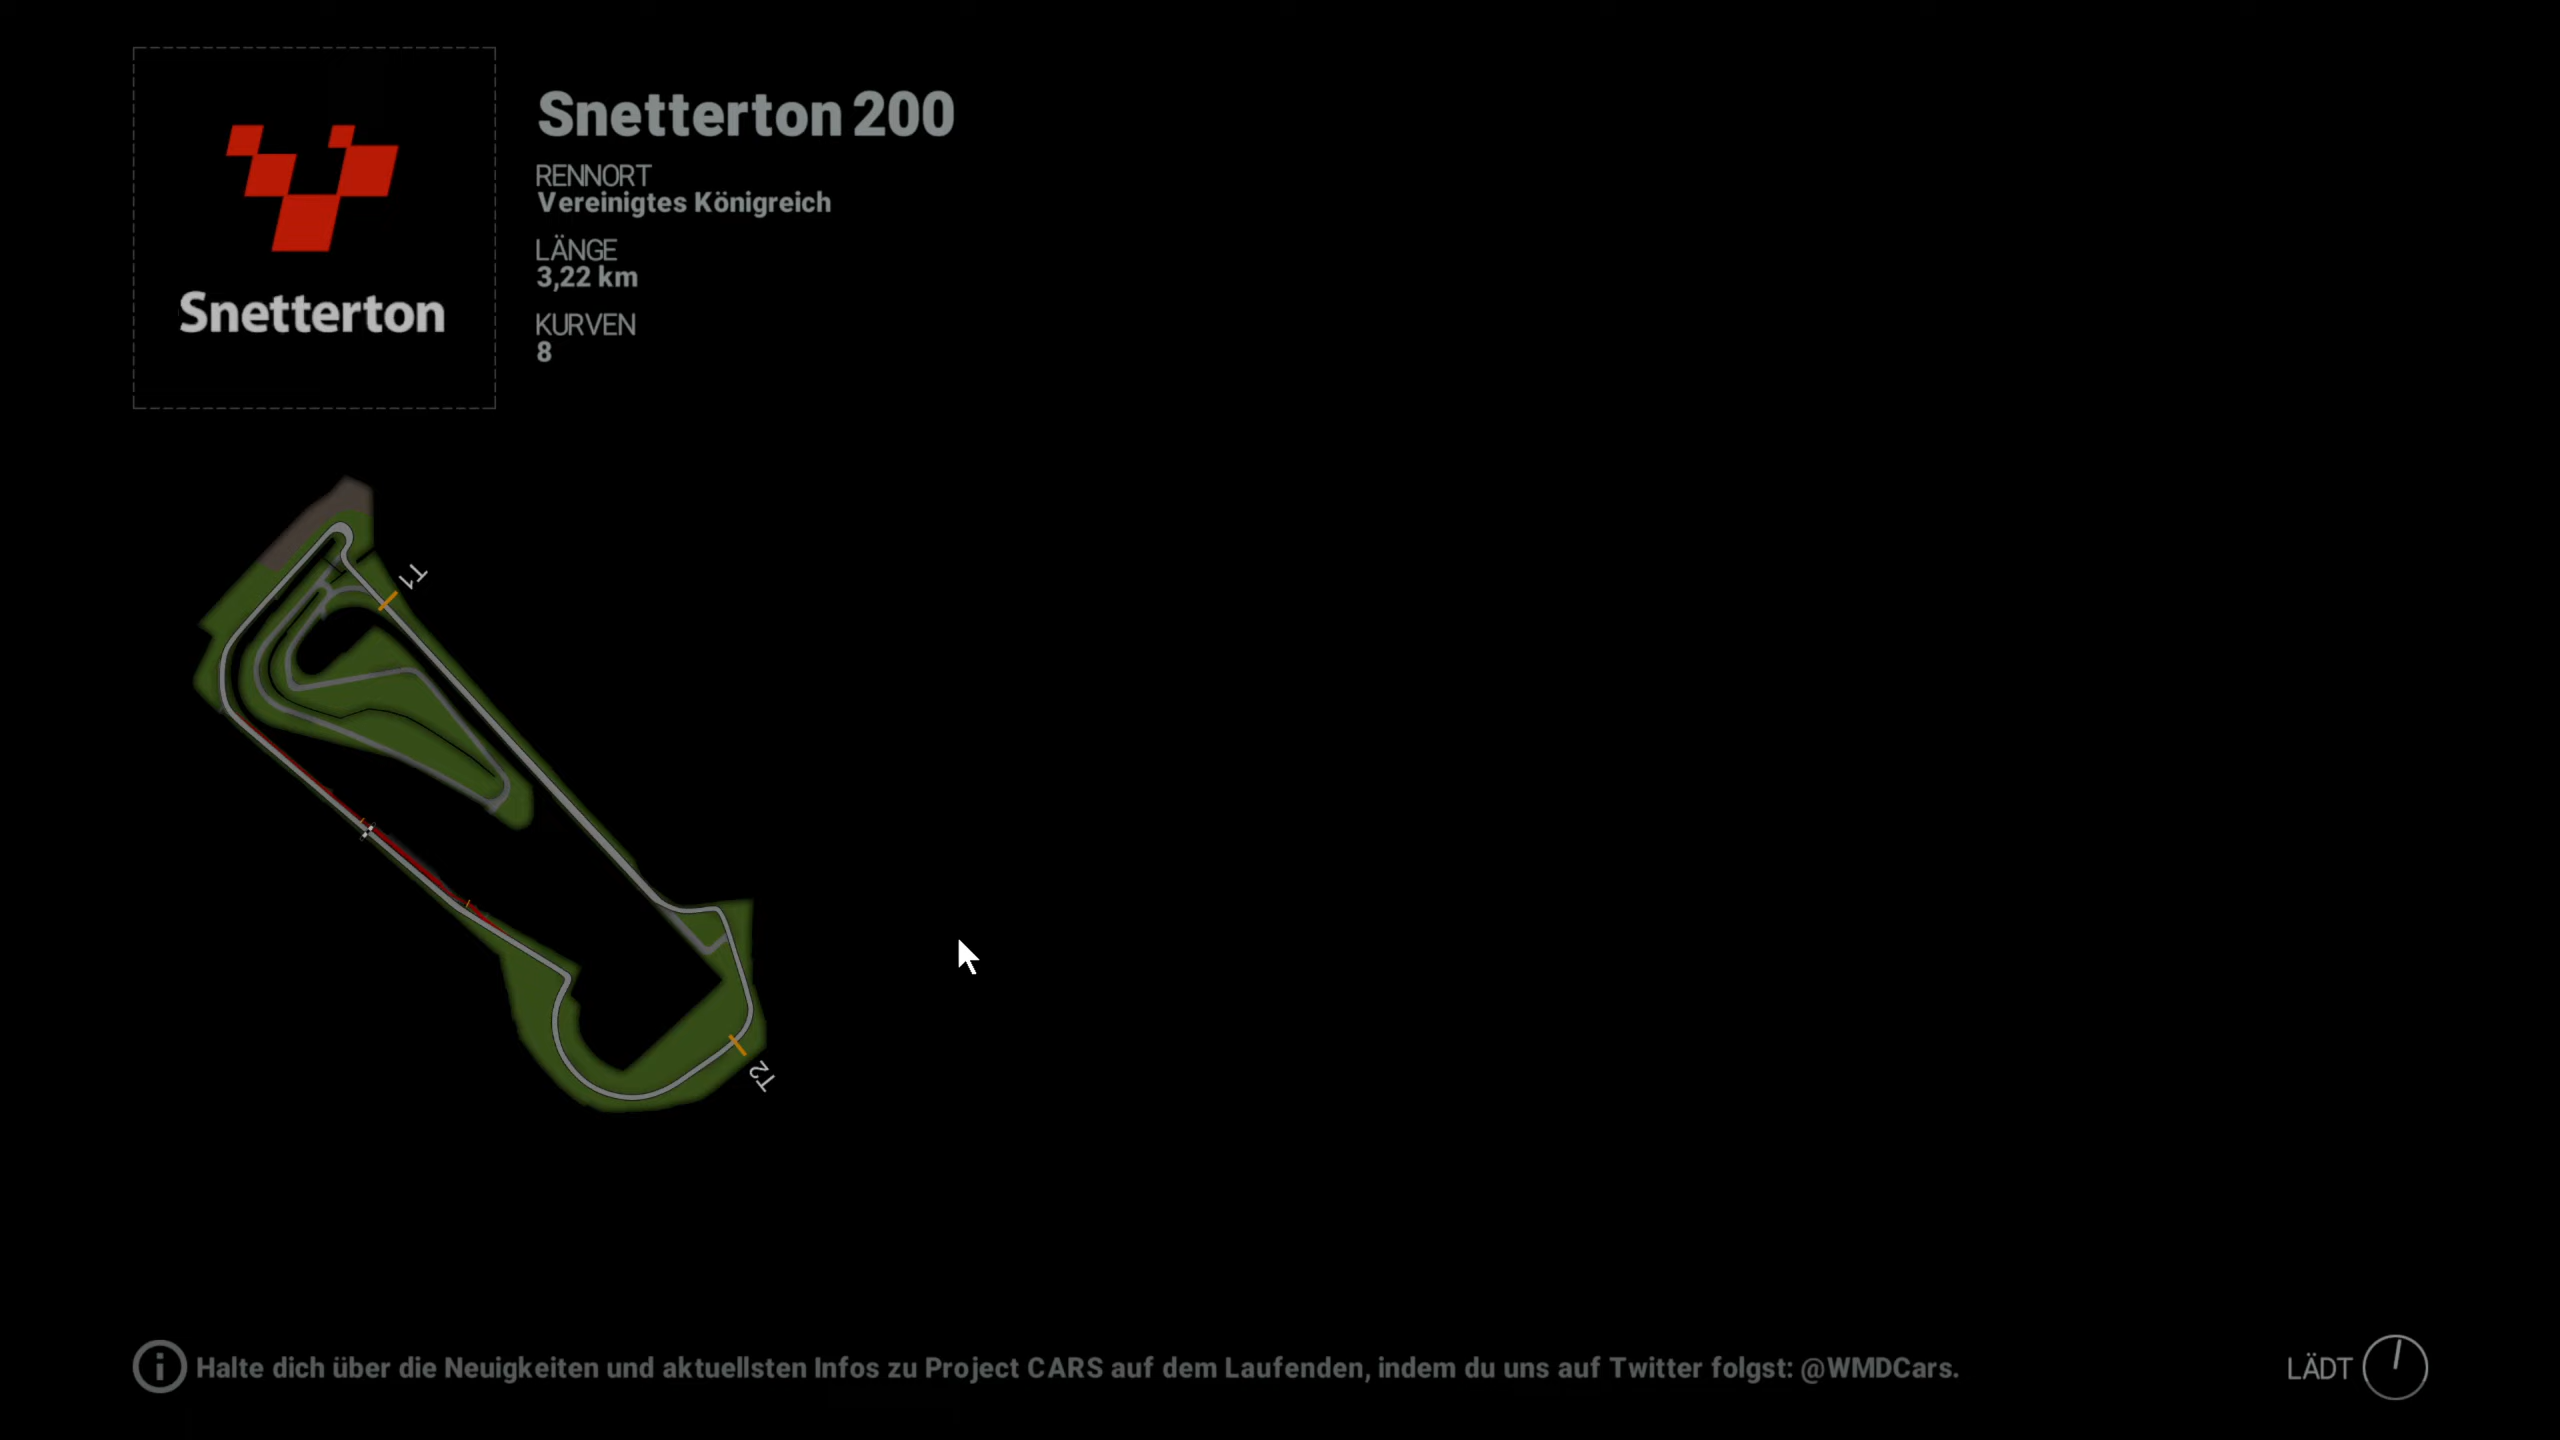 Snetterton
Snetterton 200
RENNORT
Vereinigtes Königreich
LÄNGE
3,22 km
KURVEN
8
T1
T2
Halte dich über die Neuigkeiten und aktuellsten Infos zu Project CARS auf dem Laufenden, indem du uns auf Twitter folgst: @WMDCars.
LÄDT